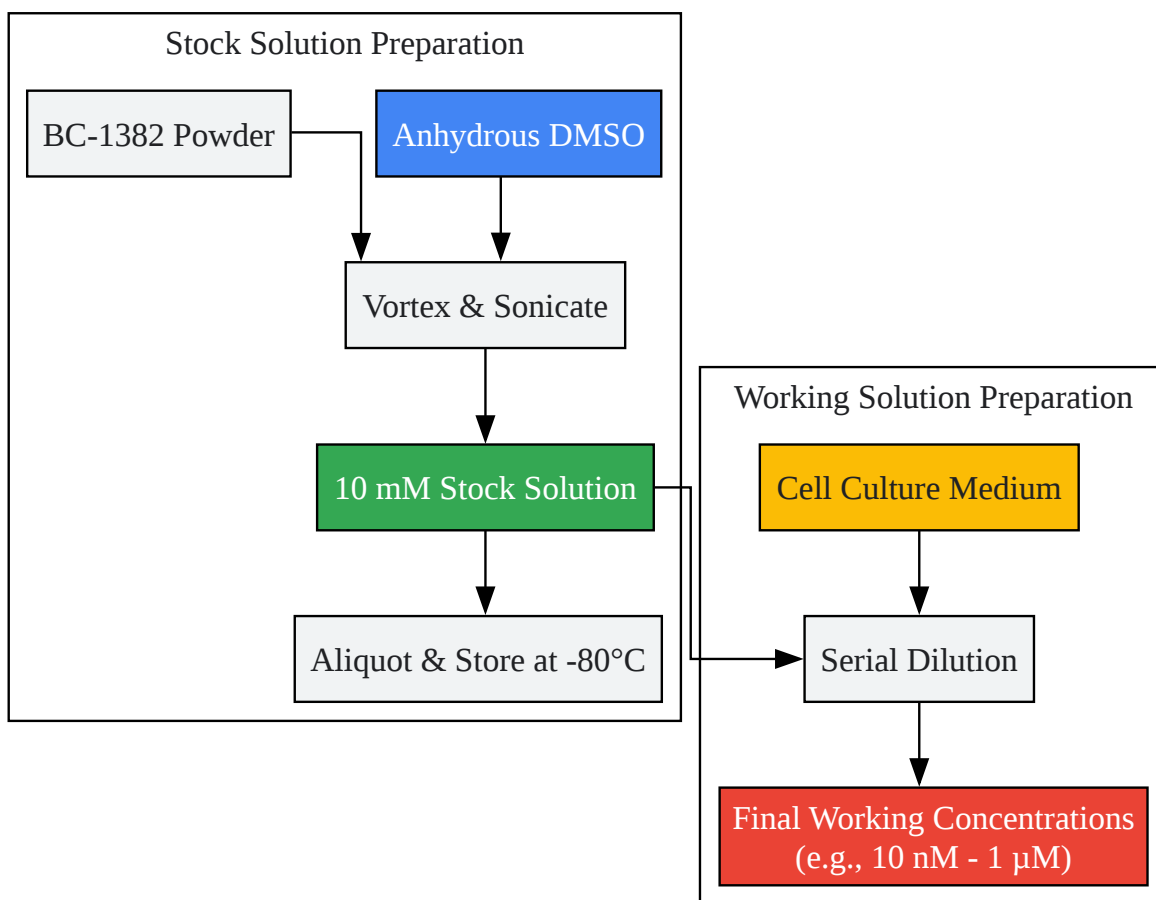 Stock Solution Preparation
BC-1382 Powder
Anhydrous DMSO
Vortex & Sonicate
10 mM Stock Solution
Aliquot & Store at -80°C
Working Solution Preparation
Cell Culture Medium
Serial Dilution
Final Working Concentrations
(e.g., 10 nM - 1 µM)